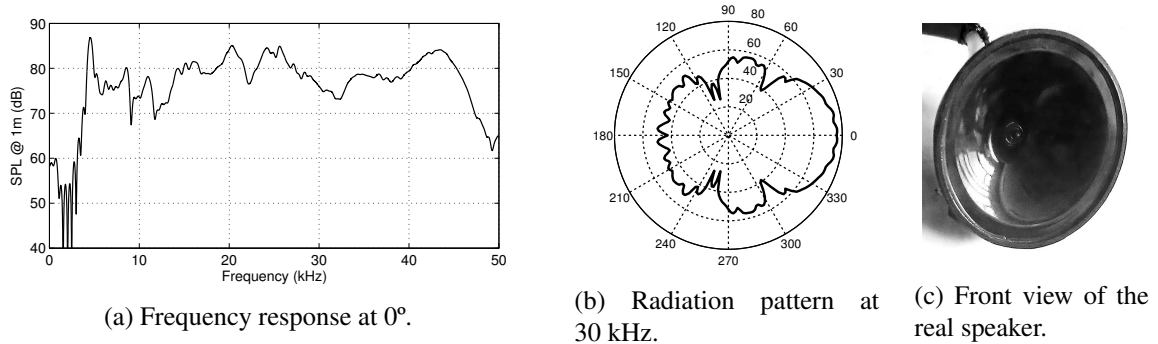 90
80
70
60
50
40
SPL @ 1m (dB)
0 10 20 30 40 50
Frequency (kHz)
(a) Frequency response at 0º.
90
120 80 60
60
150 40 30
20
180 0
210 330
240 300
270
(b) Radiation pattern at
30 kHz.
(c) Front view of the
real speaker.